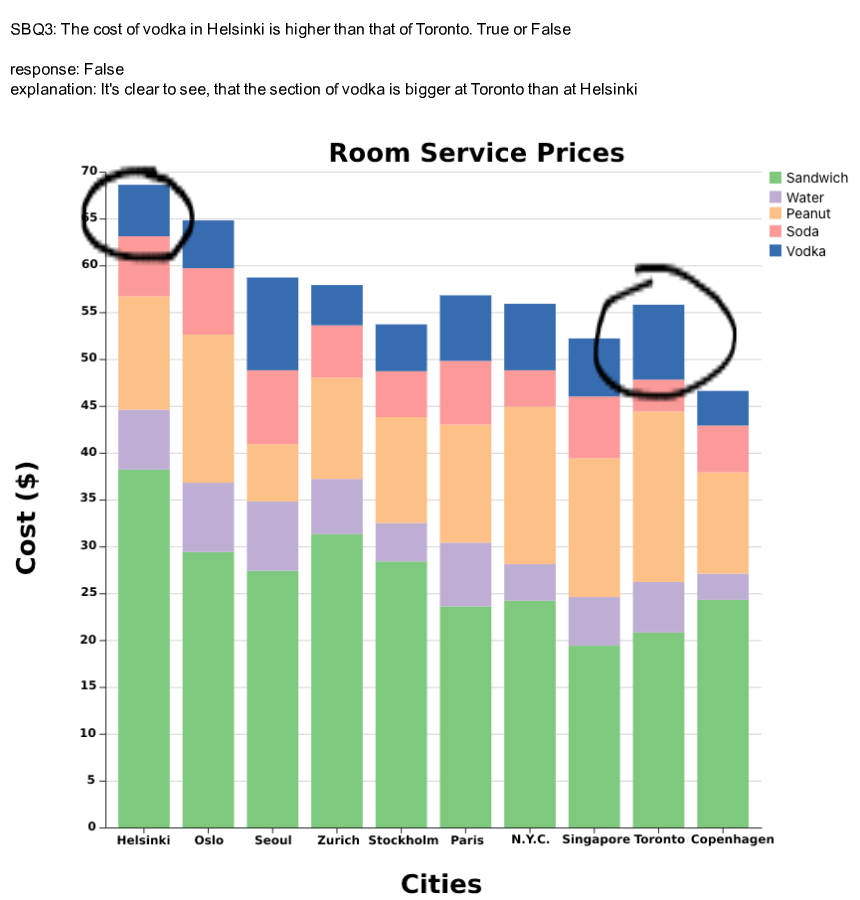 SBQ3: The cost of vodka in Helsinki is higher than that of Toronto. True or False
response: False
explanation: It's clear to see, that the section of vodka is bigger at Toronto than at Helsinki
Room Service Prices
Sandwich
Water
Peanut
Soda
Vodka
70
65
60
55
50
45
40
35
30
25
20
15
10
5
0
Cost ($)
Helsinki Oslo Seoul Zurich Stockholm Paris N.Y.C. Singapore Toronto Copenhagen
Cities